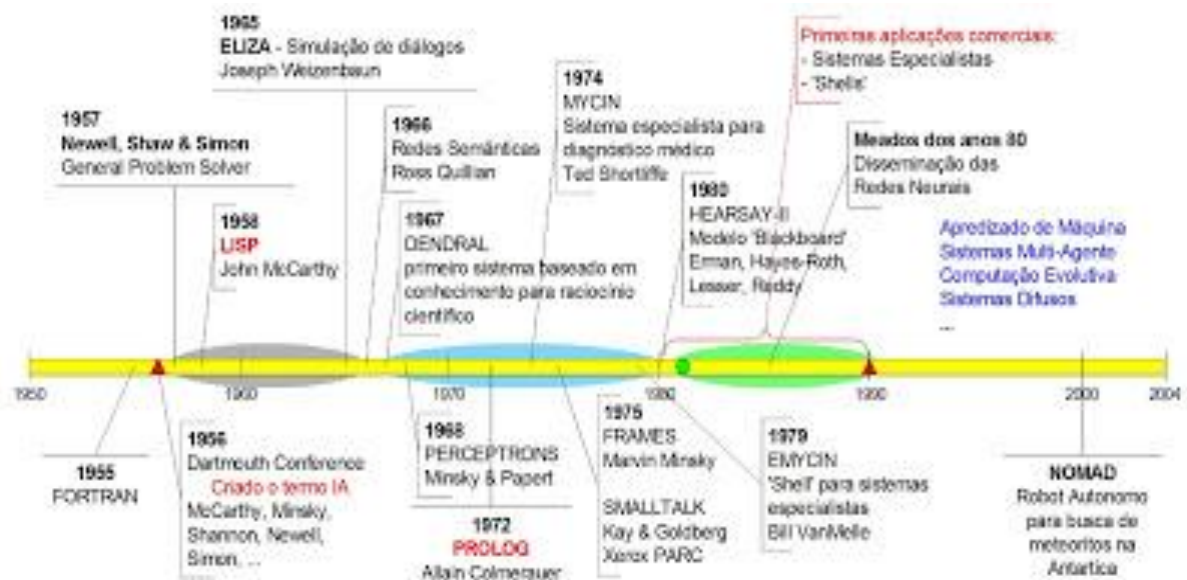 1965
ELIZA - Simulação de diálogos
Joseph Weizenbaun
Primeiras aplicações comerciais:
- Sistemas Especialistas
- 'Shells'
1974
MYCIN
Sistema especialista para
diagnóstico médico
Ted Shortliffe
1957
Newell, Shaw & Simon
General Problem Solver
1966
Redes Semânticas
Ross Quillian
Meados dos anos 80
Disseminação das
Redes Neurais
1980
HEARSAY-II
Modelo 'Blackboard'
Erman, Hayes-Roth,
Lesser, Reddy
1958
LISP
John McCarthy
1967
DENDRAL
primeiro sistema baseado em
conhecimento para raciocínio
científico
Apredizado de Máquina
Sistemas Multi-Agente
Computação Evolutiva
Sistemas Difusos
...
1950 1960 1970 1980 1990 2000 2004
1955
FORTRAN
1956
Dartmouth Conference
Criado o termo IA
McCarthy, Minsky,
Shannon, Newell,
Simon, ...
1968
PERCEPTRONS
Minsky & Papert
1972
PROLOG
Allain Colmerauer
1975
FRAMES
Marvin Minsky
SMALLTALK
Kay & Goldberg
Xerox PARC
1979
EMYCIN
'Shell' para sistemas
especialistas
Bill VanMelle
NOMAD
Robot Autonomo
para busca de
meteoritos na
Antartica